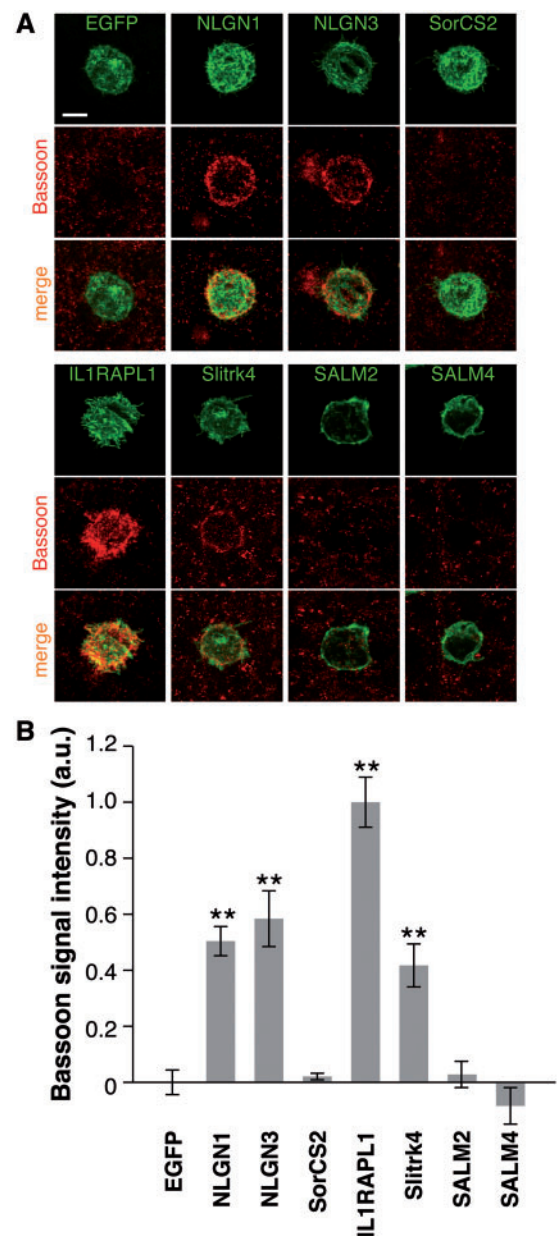 A
EGFP NLGN1 NLGN3 SorCS2
Bassoon
merge
IL1RAPL1 Slitrk4 SALM2 SALM4
Bassoon
merge
B
Bassoon signal intensity (a.u.)
1.2
1.0
0.8
0.6
0.4
0.2
0
**
**
**
**
EGFP
NLGN1
NLGN3
SorCS2
IL1RAPL1
Slitrk4
SALM2
SALM4